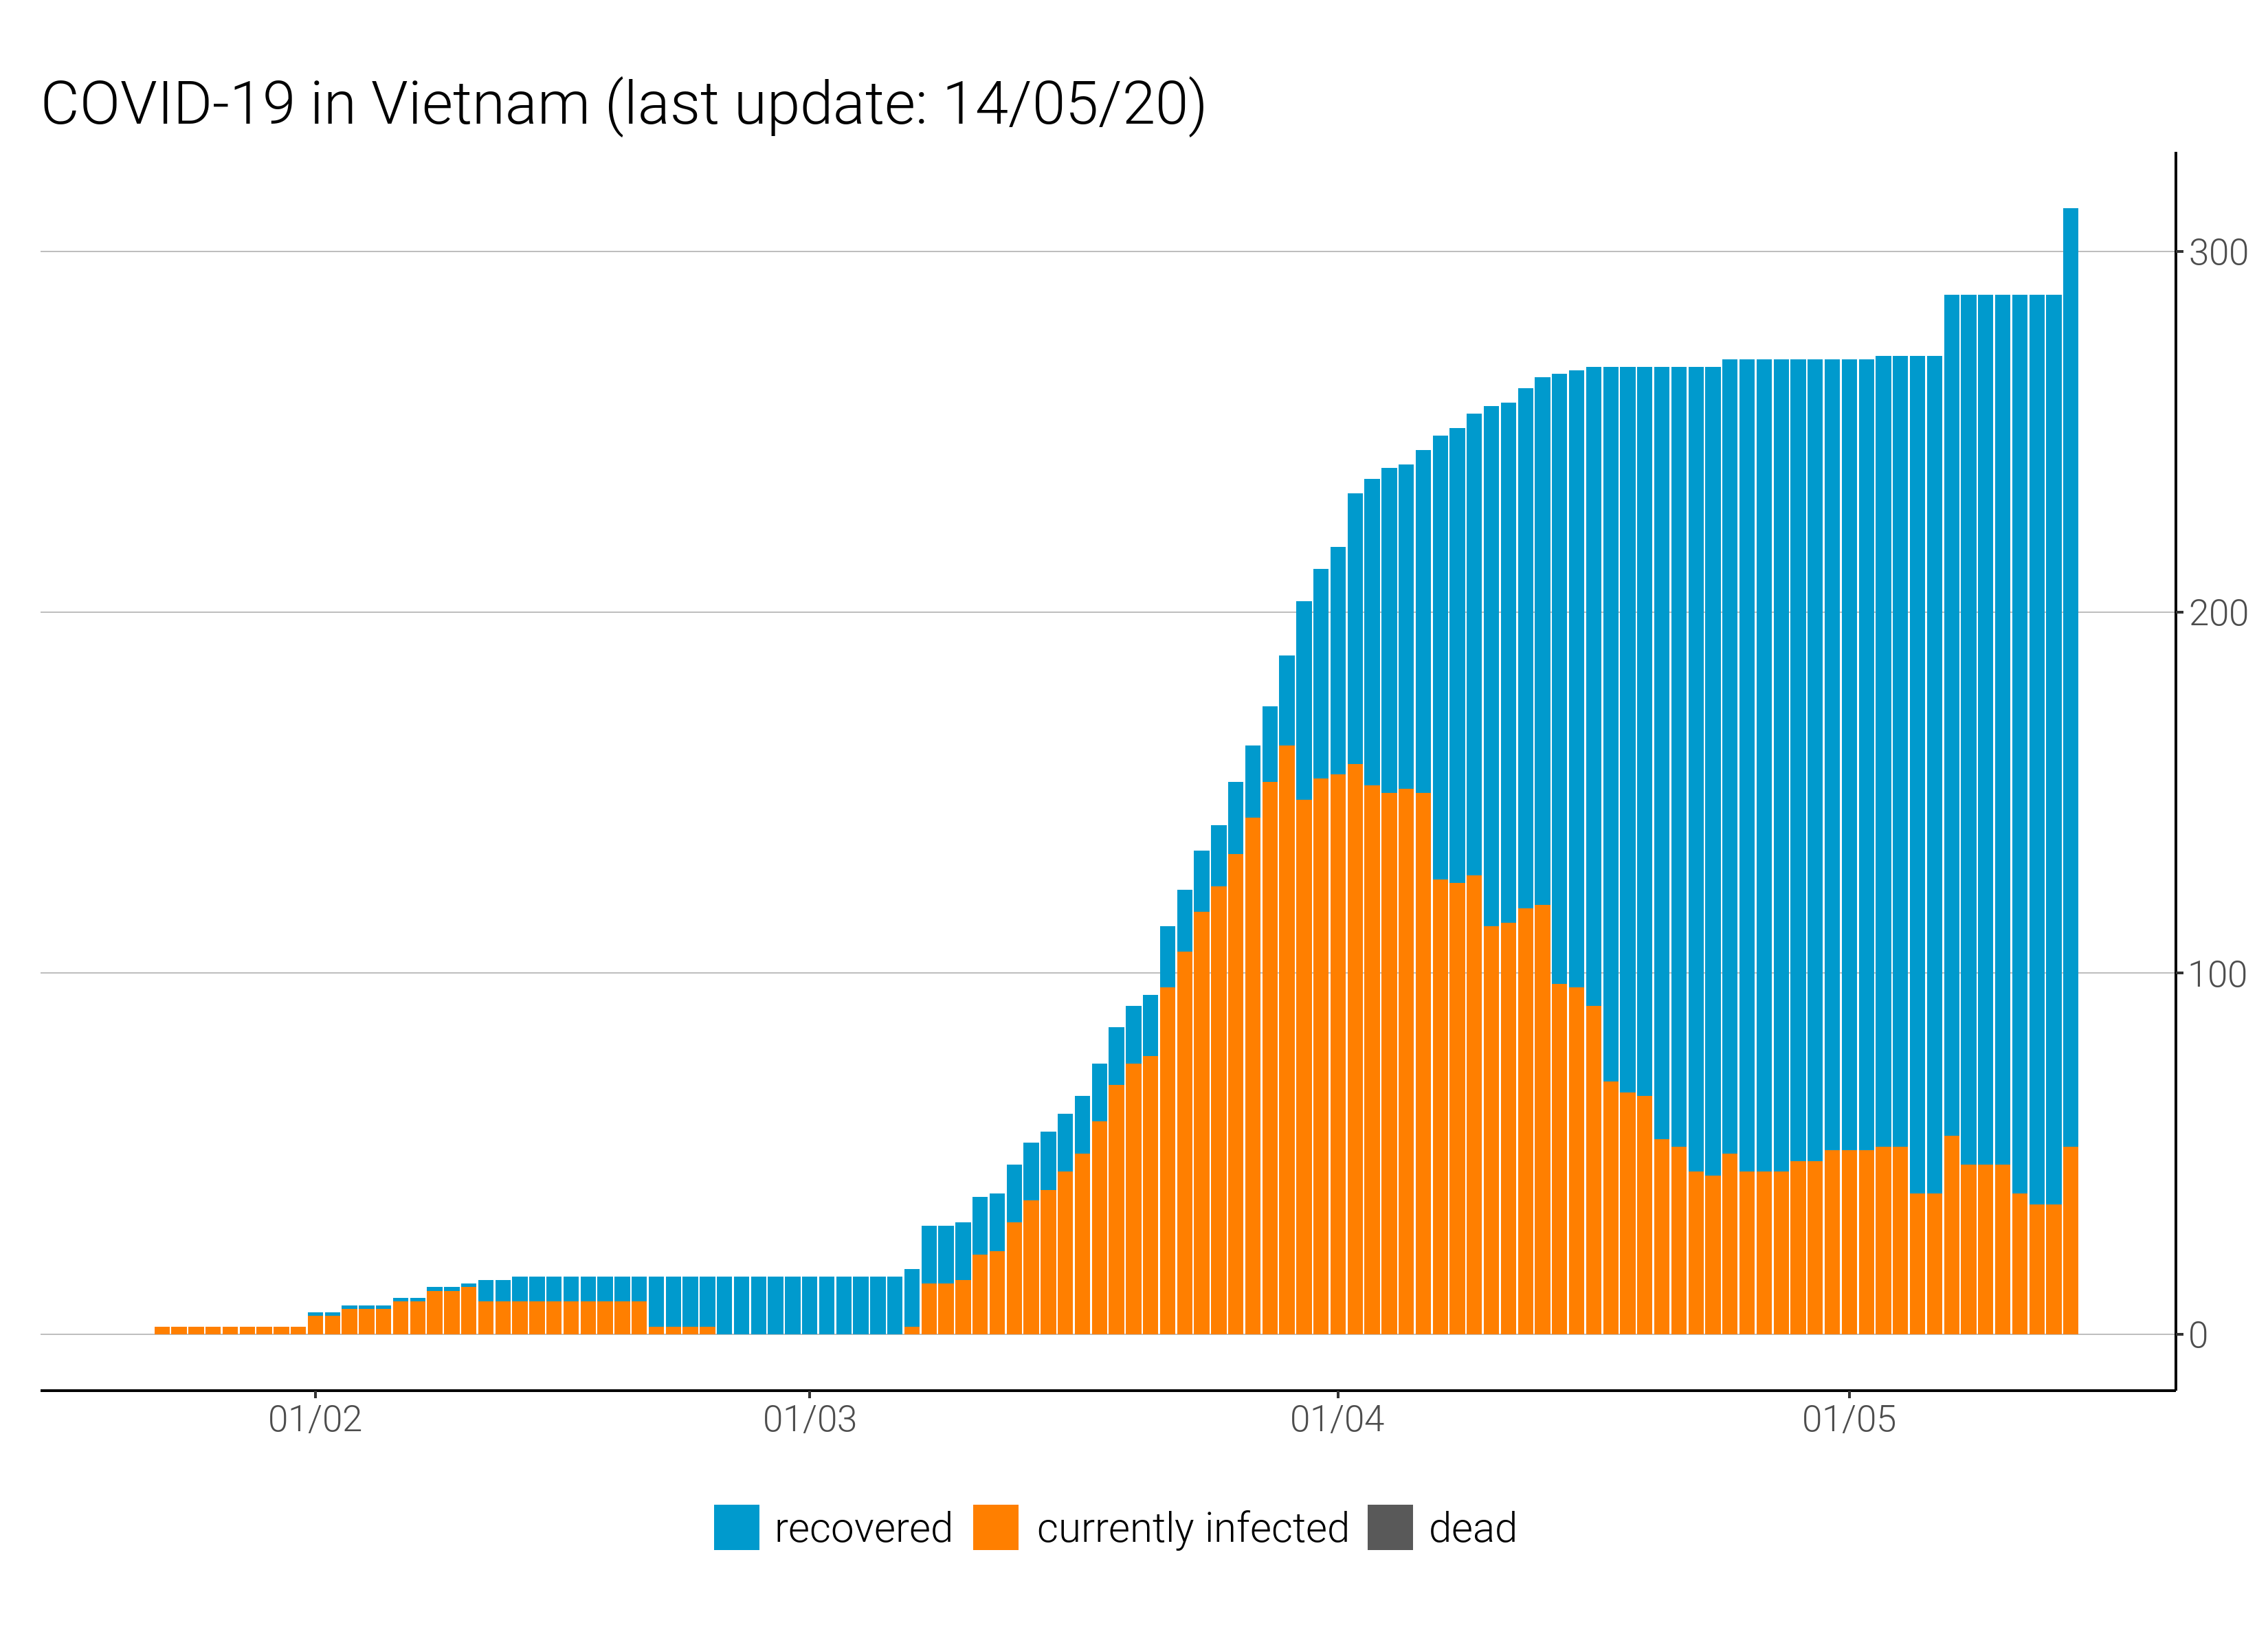 COVID-19 in Vietnam (last update: 14/05/20)
300
200
100
0
01/02 01/03 01/04 01/05
recovered currently infected dead